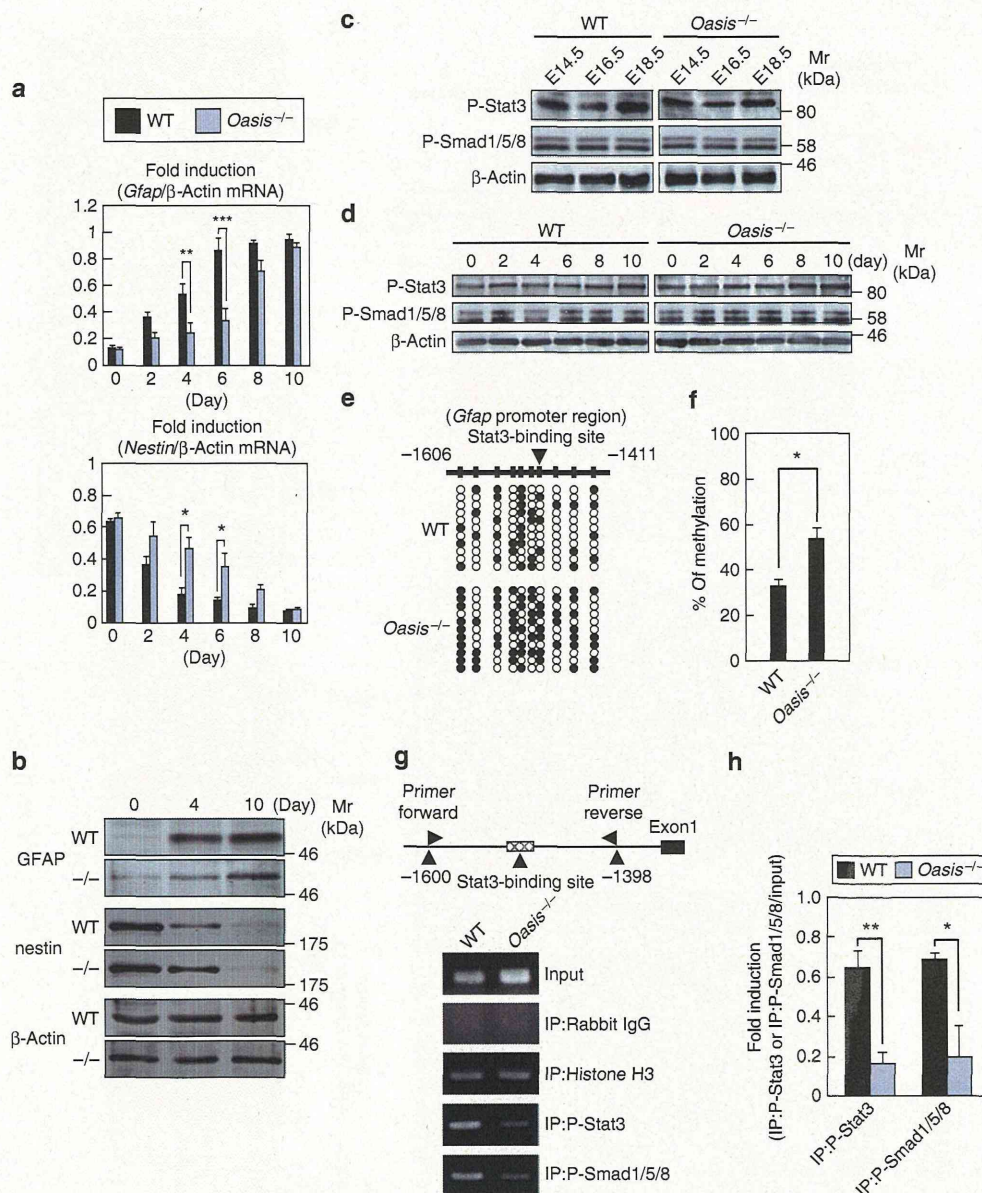 a
WT Oasis−/−
Fold induction
(Gfap/β-Actin mRNA)
1.2
1
0.8
0.6
0.4
0.2
0
** ***
0 2 4 6 8 10
(Day)
Fold induction
(Nestin/β-Actin mRNA)
1
0.8
0.6
0.4
0.2
0
* *
0 2 4 6 8 10
(Day)
b
0 4 10 (Day) Mr
(kDa)
GFAP
WT
46
−/−
46
nestin
WT
175
−/−
175
β-Actin
WT
46
−/−
46
c
WT Oasis−/−
E14.5 E16.5 E18.5 E14.5 E16.5 E18.5 Mr
(kDa)
P-Stat3
80
P-Smad1/5/8
58
46
β-Actin
d
WT Oasis−/−
0 2 4 6 8 10 0 2 4 6 8 10 (day) Mr
(kDa)
P-Stat3
80
P-Smad1/5/8
58
46
β-Actin
e
(Gfap promoter region)
Stat3-binding site
−1606 −1411
WT
Oasis−/−
f
% Of methylation
100
80
60
40
20
0
*
WT Oasis−/−
g
Primer
forward
Primer
reverse
Exon1
−1600 Stat3-binding site −1398
WT Oasis−/−
Input
IP:Rabbit IgG
IP:Histone H3
IP:P-Stat3
IP:P-Smad1/5/8
h
WT Oasis−/−
Fold induction
(IP:P-Stat3 or IP:P-Smad1/5/8/input)
1.0
0.8
0.6
0.4
0.2
0
** *
IP:P-Stat3 IP:P-Smad1/5/8